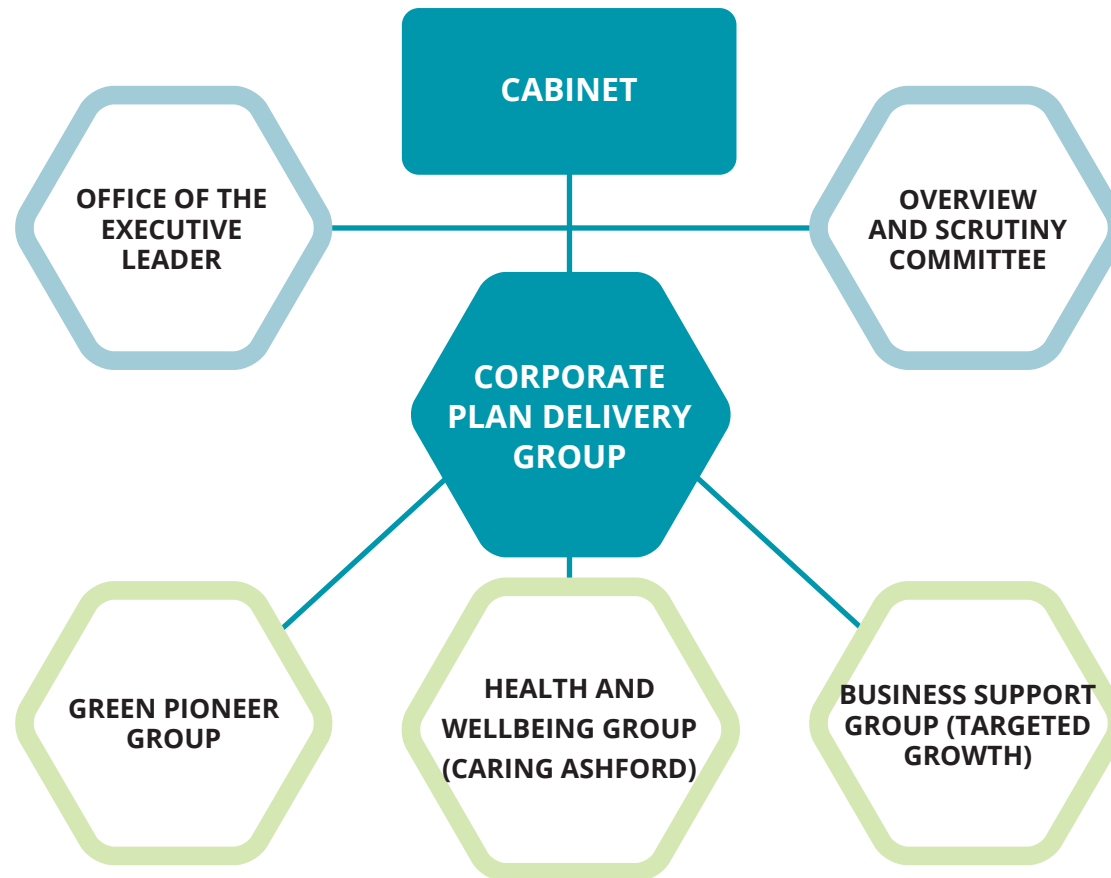 CABINET
OFFICE OF THE
EXECUTIVE
LEADER
OVERVIEW
AND SCRUTINY
COMMITTEE
CORPORATE
PLAN DELIVERY
GROUP
GREEN PIONEER
GROUP
HEALTH AND
WELLBEING GROUP
(CARING ASHFORD)
BUSINESS SUPPORT
GROUP (TARGETED
GROWTH)